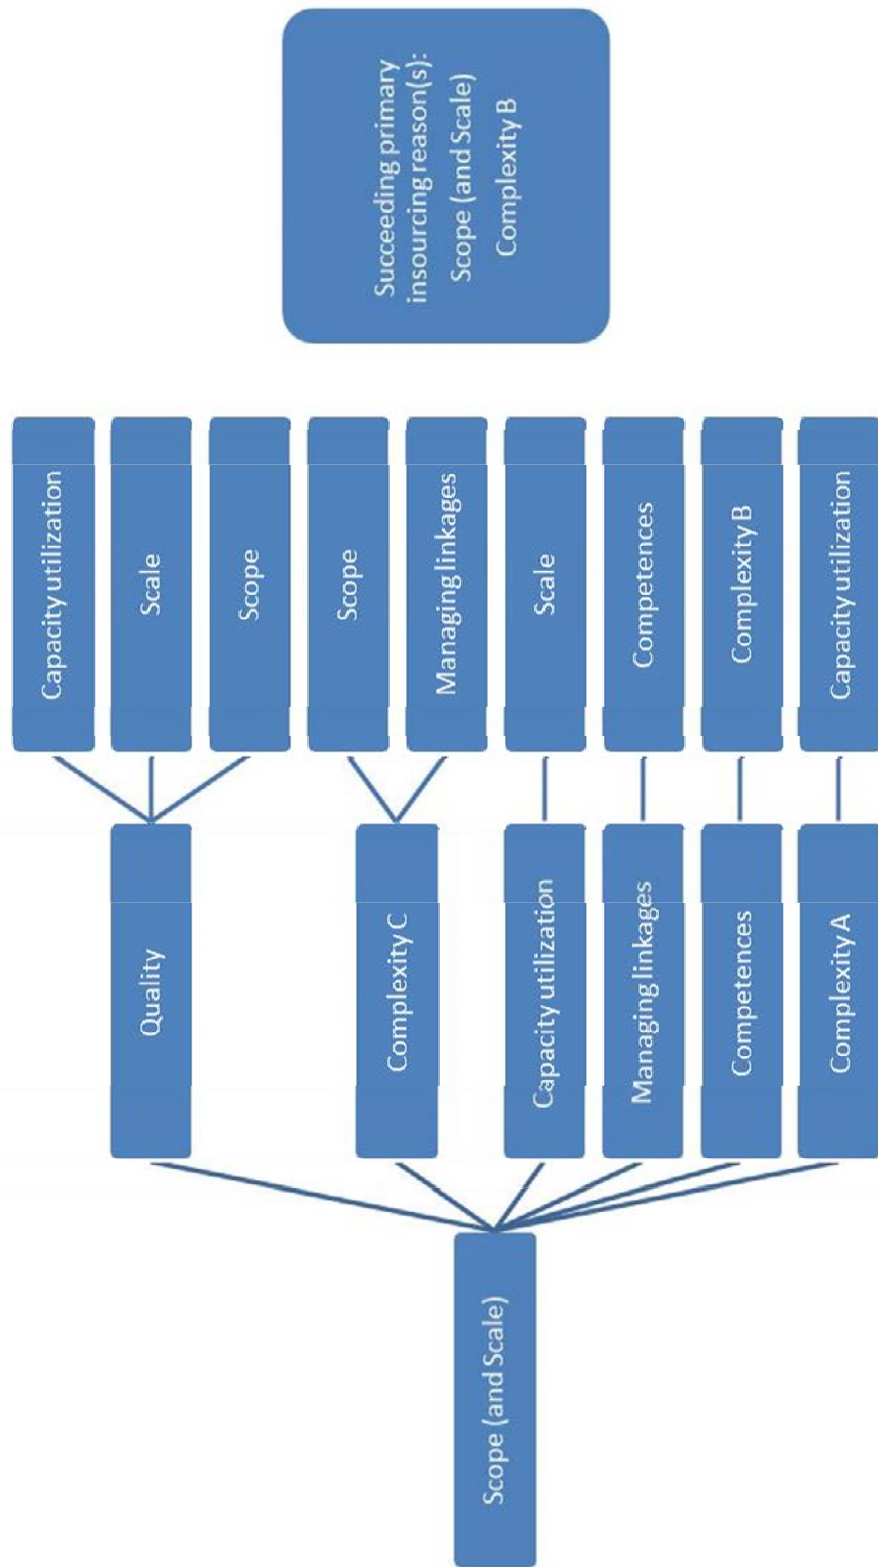 Scope (and Scale)
Quality
Complexity C
Capacity utilization
Managing linkages
Competences
Complexity A
Capacity utilization
Scale
Scope
Scope
Managing linkages
Scale
Competences
Complexity B
Capacity utilization
Succeeding primary
insourcing reason(s):
Scope (and Scale)
Complexity B